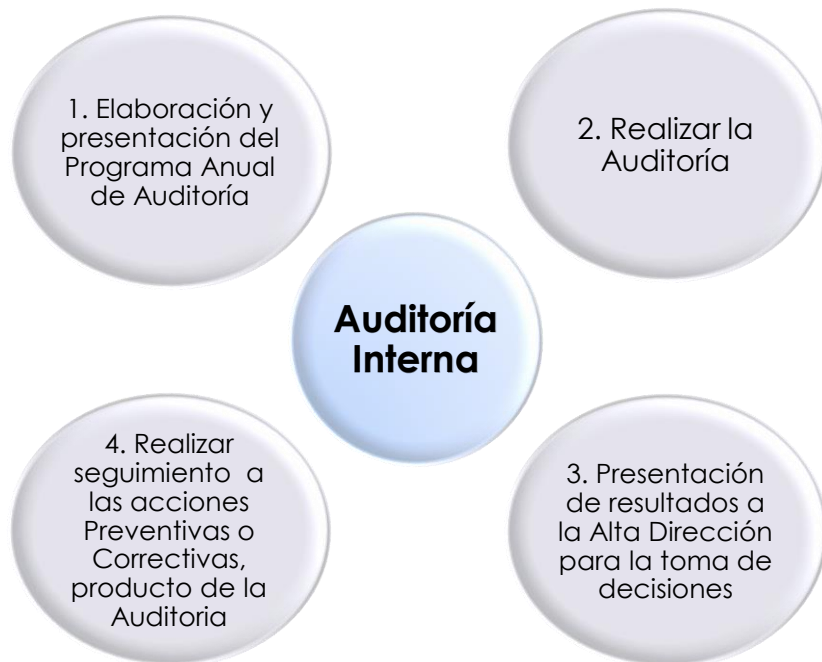 1. Elaboración y
presentación del
Programa Anual
de Auditoría
2. Realizar la
Auditoría
Auditoría
Interna
4. Realizar
seguimiento a
las acciones
Preventivas o
Correctivas,
producto de la
Auditoria
3. Presentación
de resultados a
la Alta Dirección
para la toma de
decisiones